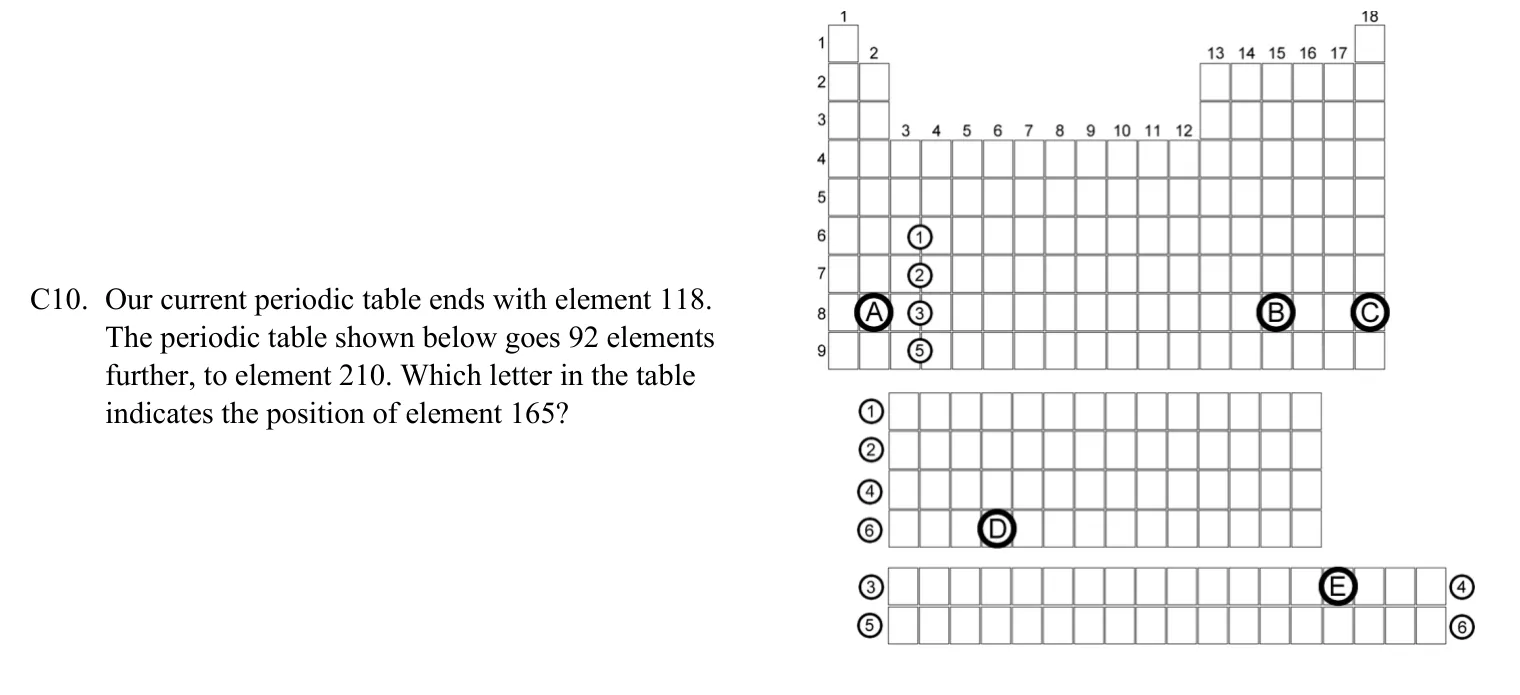 1 18
1
2 13 14 15 16 17
2
3
3 4 5 6 7 8 9 10 11 12
4
5
6 ①
7 ②
C10. Our current periodic table ends with element 118.
8 A ③ B C
The periodic table shown below goes 92 elements
9 ⑤
further, to element 210. Which letter in the table
indicates the position of element 165?
①
②
④
⑥ D
③ E ④
⑤ ⑥